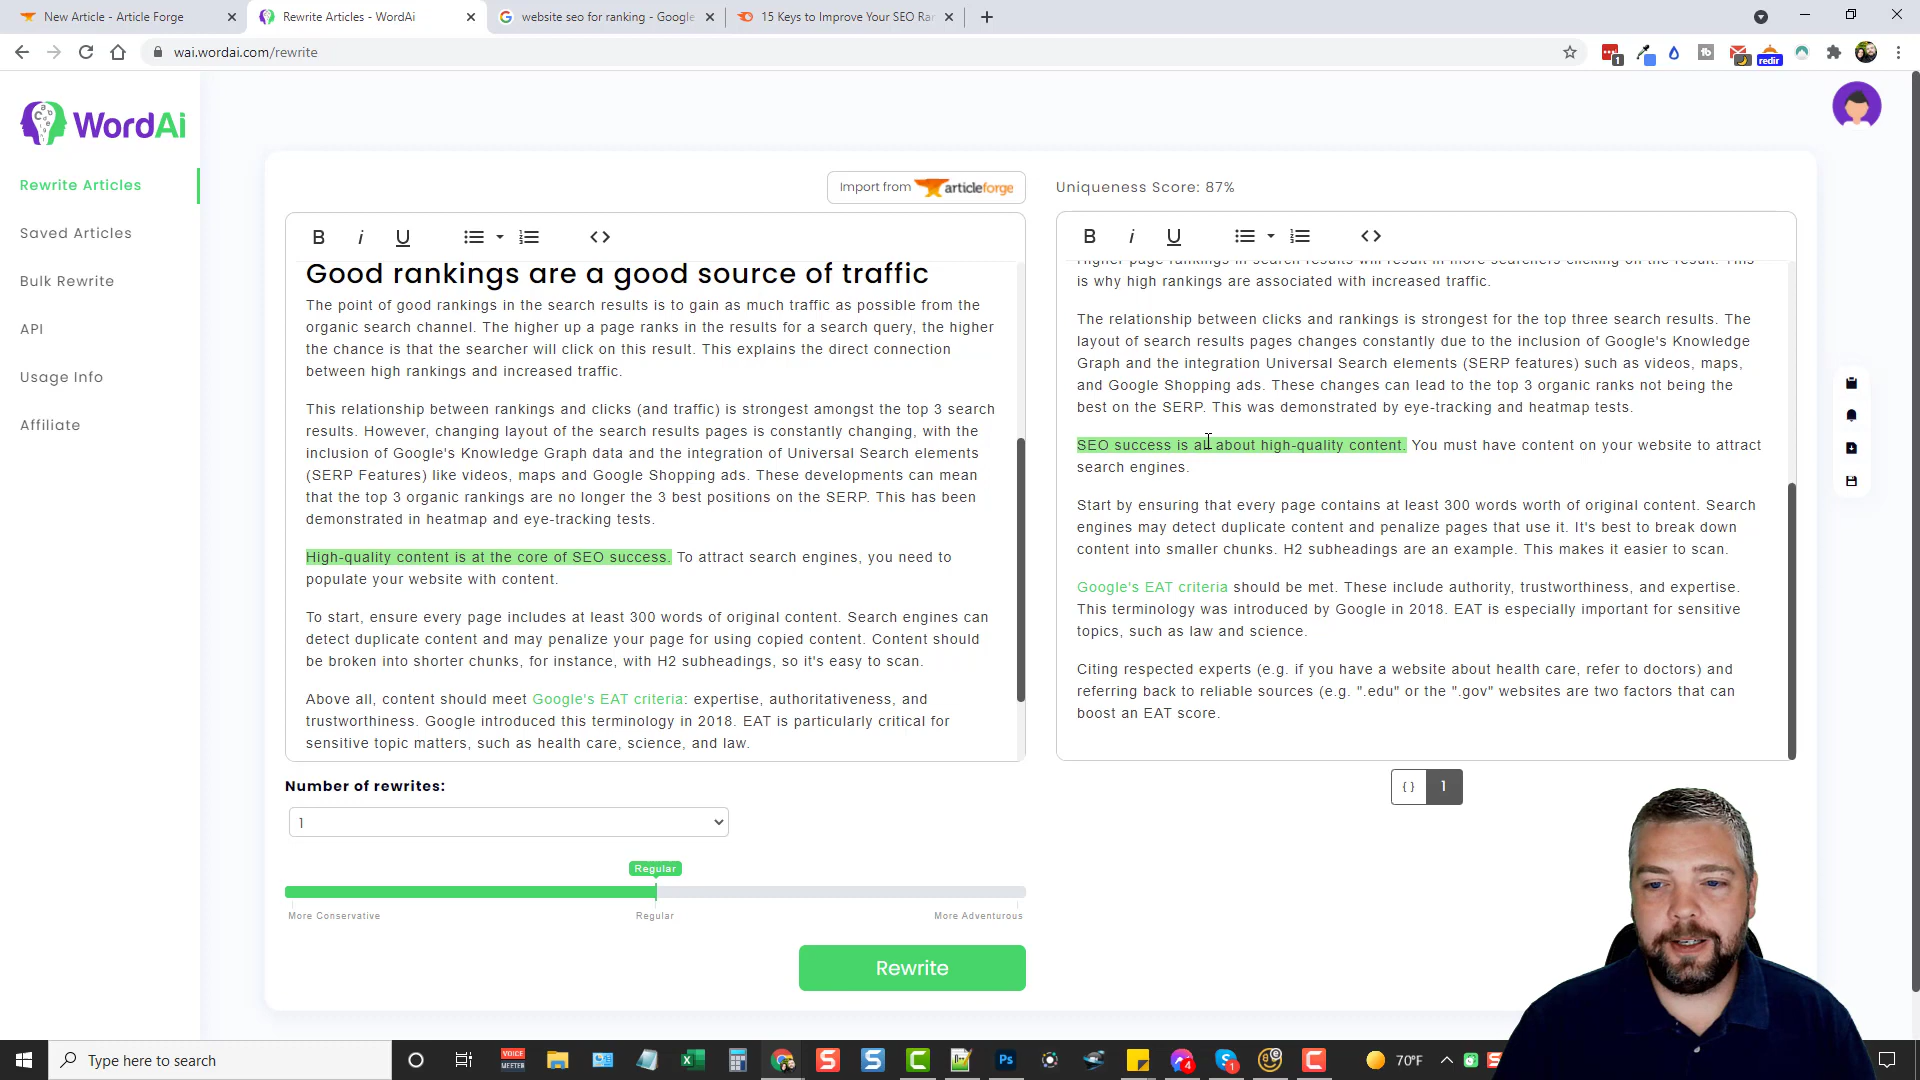 New Article - Article Forge
Rewrite Articles - WordAi
website seo for ranking - Google
15 Keys to Improve Your SEO Ra
wai.wordai.com/rewrite
1
redir
WordAi
Rewrite Articles
Saved Articles
Bulk Rewrite
API
Usage Info
Affiliate
Import from articleforge
Uniqueness Score: 87%
B i U <>
B i U <>
Good rankings are a good source of traffic
The point of good rankings in the search results is to gain as much traffic as possible from the
organic search channel. The higher up a page ranks in the results for a search query, the higher
the chance is that the searcher will click on this result. This explains the direct connection
between high rankings and increased traffic.
This relationship between rankings and clicks (and traffic) is strongest amongst the top 3 search
results. However, changing layout of the search results pages is constantly changing, with the
inclusion of Google's Knowledge Graph data and the integration of Universal Search elements
(SERP Features) like videos, maps and Google Shopping ads. These developments can mean
that the top 3 organic rankings are no longer the 3 best positions on the SERP. This has been
demonstrated in heatmap and eye-tracking tests.
High-quality content is at the core of SEO success. To attract search engines, you need to
populate your website with content.
To start, ensure every page includes at least 300 words of original content. Search engines can
detect duplicate content and may penalize your page for using copied content. Content should
be broken into shorter chunks, for instance, with H2 subheadings, so it's easy to scan.
Above all, content should meet Google's EAT criteria: expertise, authoritativeness, and
trustworthiness. Google introduced this terminology in 2018. EAT is particularly critical for
sensitive topic matters, such as health care, science, and law.
Higher page rankings in search results will result in more searchers clicking on the result. This
is why high rankings are associated with increased traffic.
The relationship between clicks and rankings is strongest for the top three search results. The
layout of search results pages changes constantly due to the inclusion of Google's Knowledge
Graph and the integration Universal Search elements (SERP features) such as videos, maps,
and Google Shopping ads. These changes can lead to the top 3 organic ranks not being the
best on the SERP. This was demonstrated by eye-tracking and heatmap tests.
SEO success is all about high-quality content. You must have content on your website to attract
search engines.
Start by ensuring that every page contains at least 300 words worth of original content. Search
engines may detect duplicate content and penalize pages that use it. It's best to break down
content into smaller chunks. H2 subheadings are an example. This makes it easier to scan.
Google's EAT criteria should be met. These include authority, trustworthiness, and expertise.
This terminology was introduced by Google in 2018. EAT is especially important for sensitive
topics, such as law and science.
Citing respected experts (e.g. if you have a website about health care, refer to doctors) and
referring back to reliable sources (e.g. ".edu" or the ".gov" websites are two factors that can
boost an EAT score.
{ } 1
Number of rewrites:
1
Regular
More Conservative
Regular
More Adventurous
Rewrite
Type here to search
VOICE
MEETER
Ps
4
1
70°F